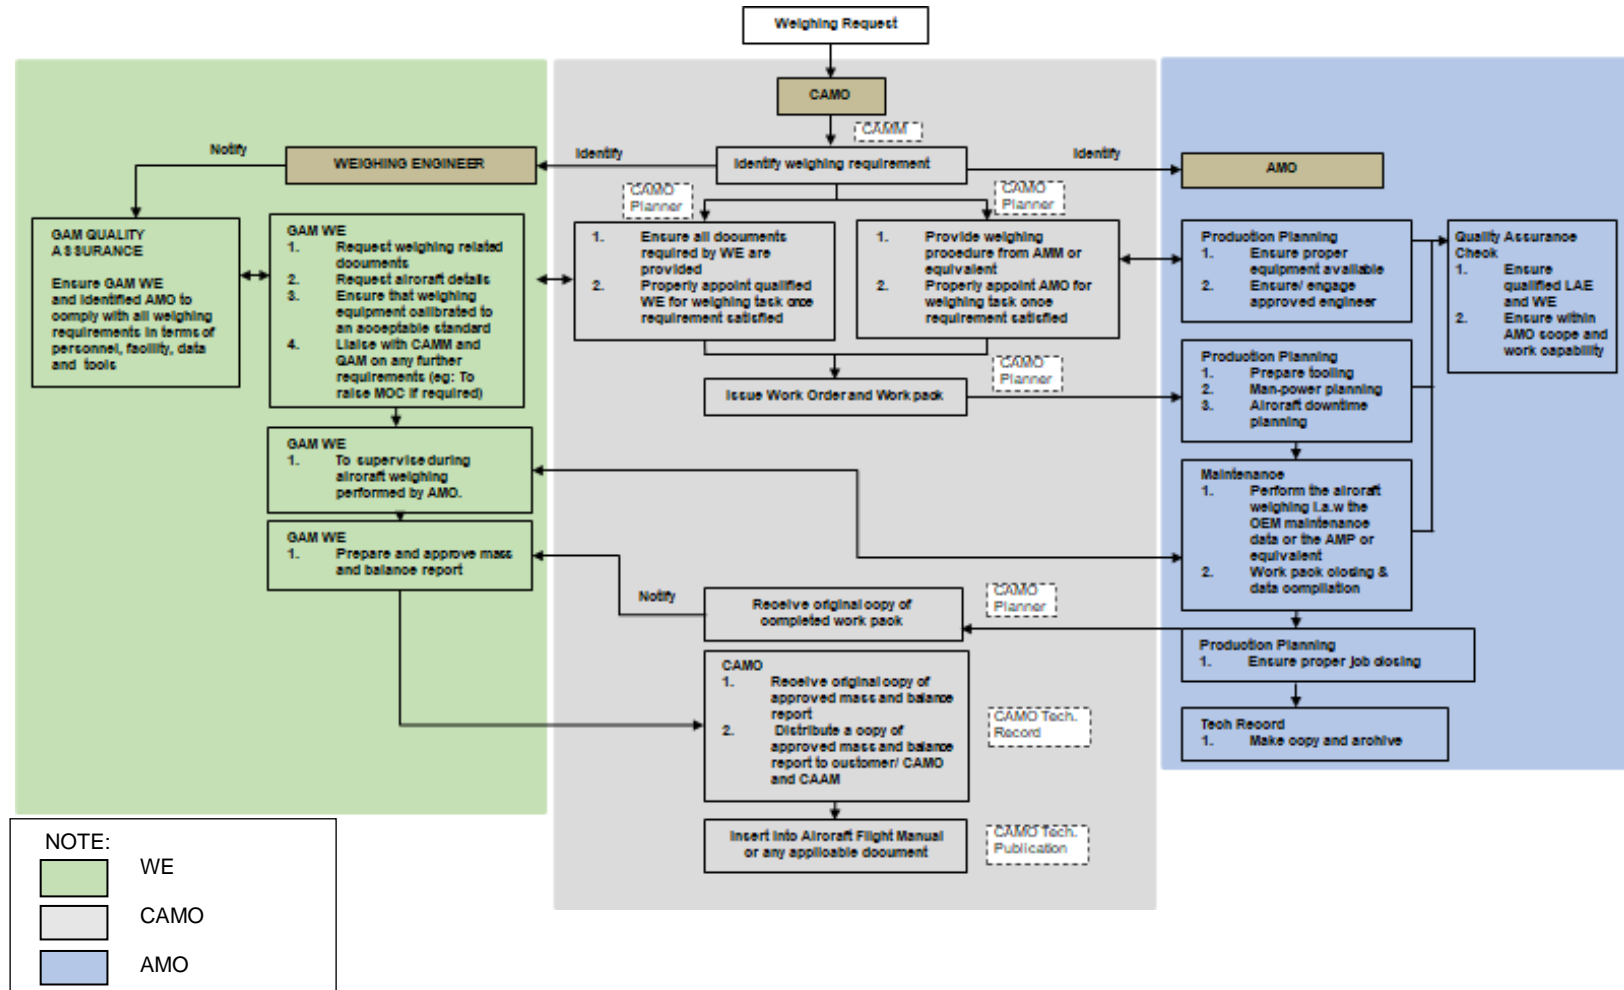 Weighing Request
CAMO
CAMM
Notify
WEIGHING ENGINEER
Identify
Identify weighing requirement
Identify
AMO
CAMO
Planner
CAMO
Planner
GAM QUALITY
ASSURANCE
Ensure GAM WE
and identified AMO to
comply with all weighing
requirements in terms of
personnel, facility, data
and tools
GAM WE
1. Request weighing related
documents
2. Request aircraft details
3. Ensure that weighing
equipment calibrated to
an acceptable standard
4. Liaise with CAMM and
QAM on any further
requirements (eg: To
raise MOC if required)
1. Ensure all documents
required by WE are
provided
2. Properly appoint qualified
WE for weighing task once
requirement satisfied
1. Provide weighing
procedure from AMM or
equivalent
2. Properly appoint AMO for
weighing task once
requirement satisfied
Production Planning
1. Ensure proper
equipment available
2. Ensure/ engage
approved engineer
Quality Assurance
Check
1. Ensure
qualified LAE
and WE
2. Ensure within
AMO scope and
work capability
CAMO
Planner
Issue Work Order and Work pack
Production Planning
1. Prepare tooling
2. Man-power planning
3. Aircraft downtime
planning
GAM WE
1. To supervise during
aircraft weighing
performed by AMO.
Maintenance
1. Perform the aircraft
weighing i.a.w the
OEM maintenance
data or the AMP or
equivalent
2. Work pack closing &
data compilation
GAM WE
1. Prepare and approve mass
and balance report
Notify
Receive original copy of
completed work pack
CAMO
Planner
Production Planning
1. Ensure proper job closing
CAMO
1. Receive original copy of
approved mass and balance
report
2. Distribute a copy of
approved mass and balance
report to customer/ CAMO
and CAAM
CAMO Tech.
Record
Tech Record
1. Make copy and archive
Insert into Aircraft Flight Manual
or any applicable document
CAMO Tech.
Publication
NOTE:
WE
CAMO
AMO